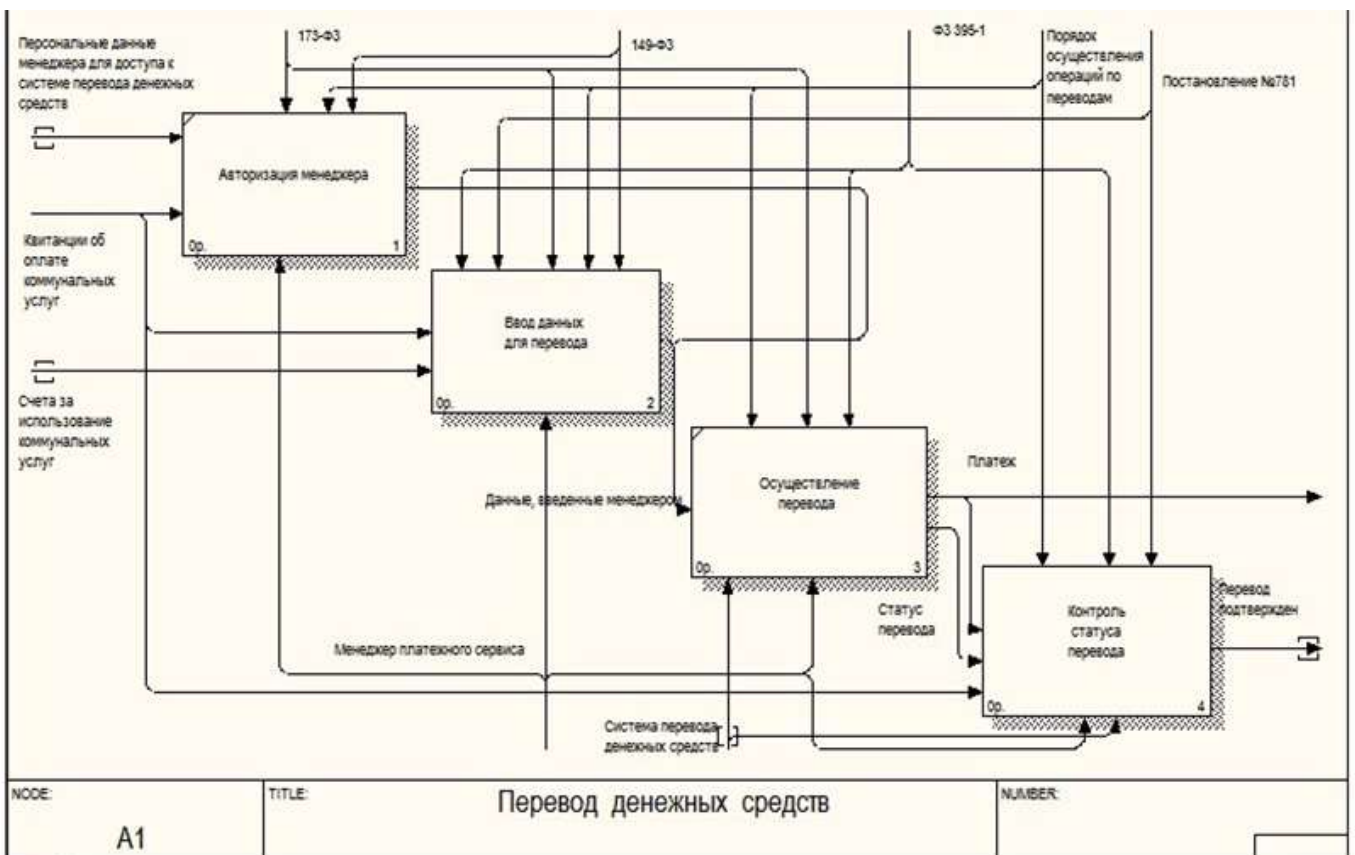 173-ФЗ
149-ФЗ
ФЗ 395-1
Порядок
осуществления
операций по
переводам
Постановление №781
Персональные данные
менеджера для доступа к
системе перевода денежных
средств
Авторизация менеджера
0р.
1
Квитанции об
оплате
коммунальных
услуг
Ввод данных
для перевода
0р.
2
Счета за
использование
коммунальных
услуг
Данные, введенные менеджером
Осуществление
перевода
0р.
3
Платеж
Статус
перевода
Контроль
статуса
перевода
0р.
4
Перевод
подтвержден
Менеджер платежного сервиса
Система перевода
денежных средств
NODE:
A1
TITLE:
Перевод денежных средств
NUMBER: